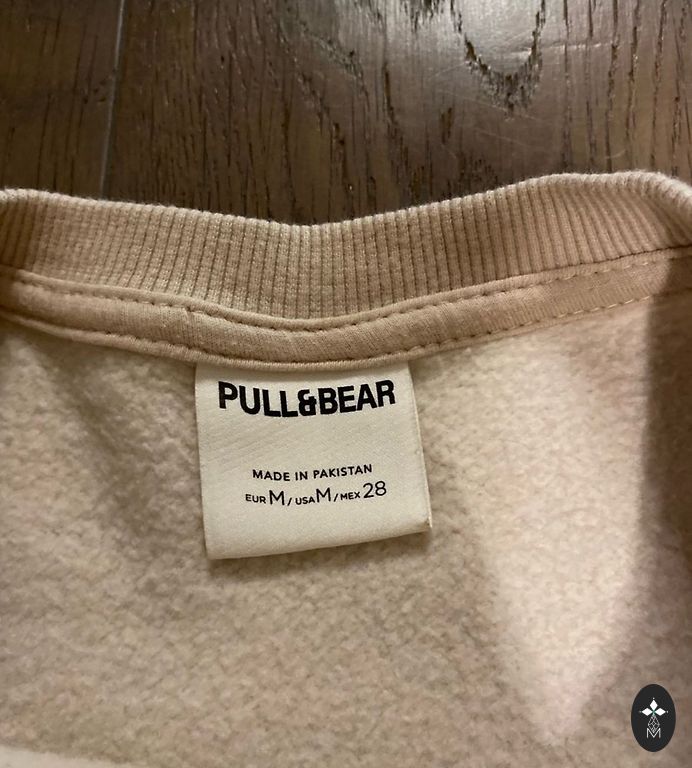 PULL&BEAR
MADE IN PAKISTAN
EUR M / USA M / MEX 28
M